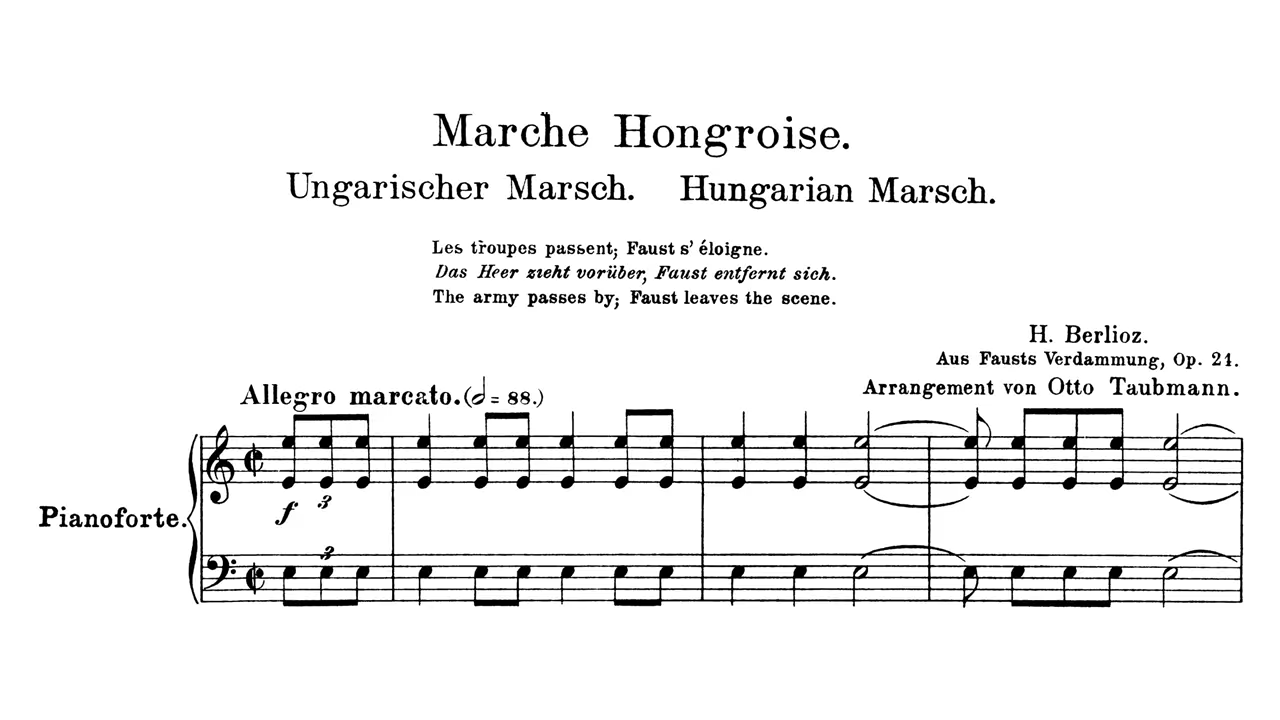 Marche Hongroise.
Ungarischer Marsch. Hungarian Marsch.
Les troupes passent; Faust s' éloigne.
Das Heer zieht vorüber, Faust entfernt sich.
The army passes by; Faust leaves the scene.
H. Berlioz.
Aus Fausts Verdammung, Op. 24.
Arrangement von Otto Taubmann.
Allegro marcato. (𝅗𝅥 = 88.)
f 3
Pianoforte.
3